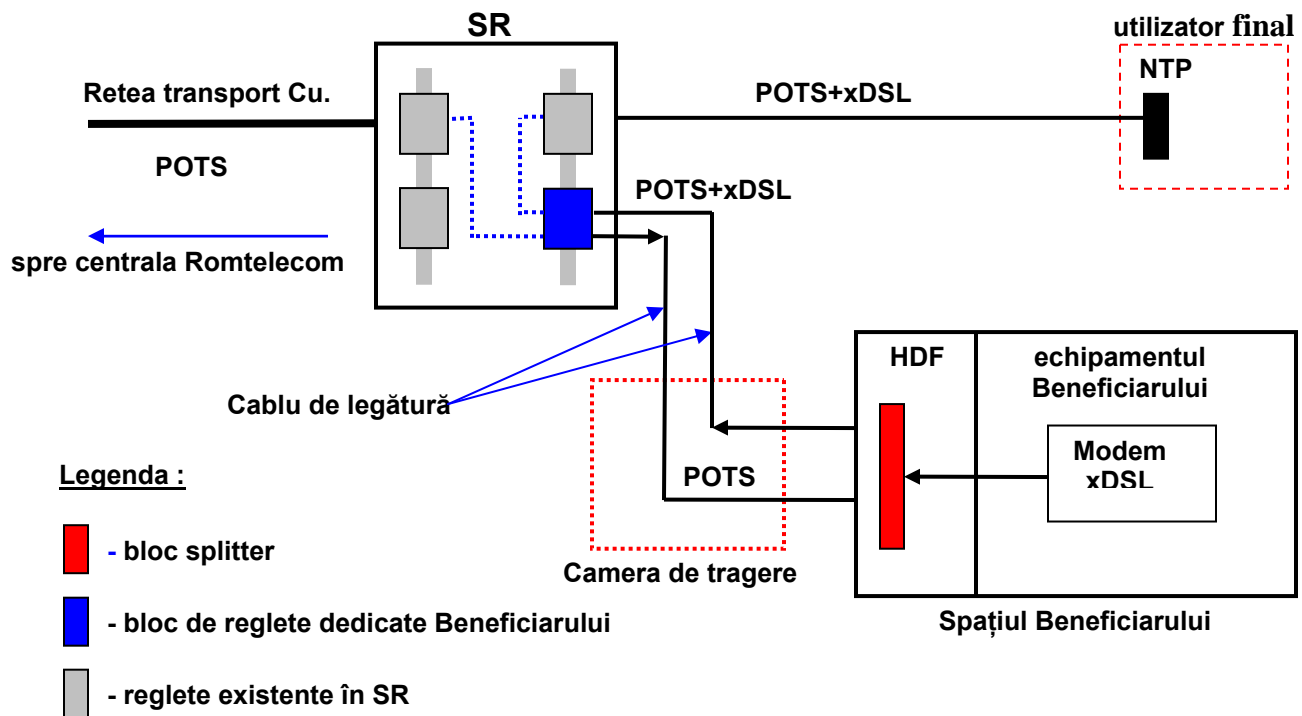 SR
utilizator final
NTP
Retea transport Cu.
POTS+xDSL
POTS
POTS+xDSL
spre centrala Romtelecom
HDF
echipamentul
Beneficiarului
Cablu de legătură
Modem
xDSL
POTS
Legenda :
- bloc splitter
Camera de tragere
- bloc de reglete dedicate Beneficiarului
Spațiul Beneficiarului
- reglete existente în SR